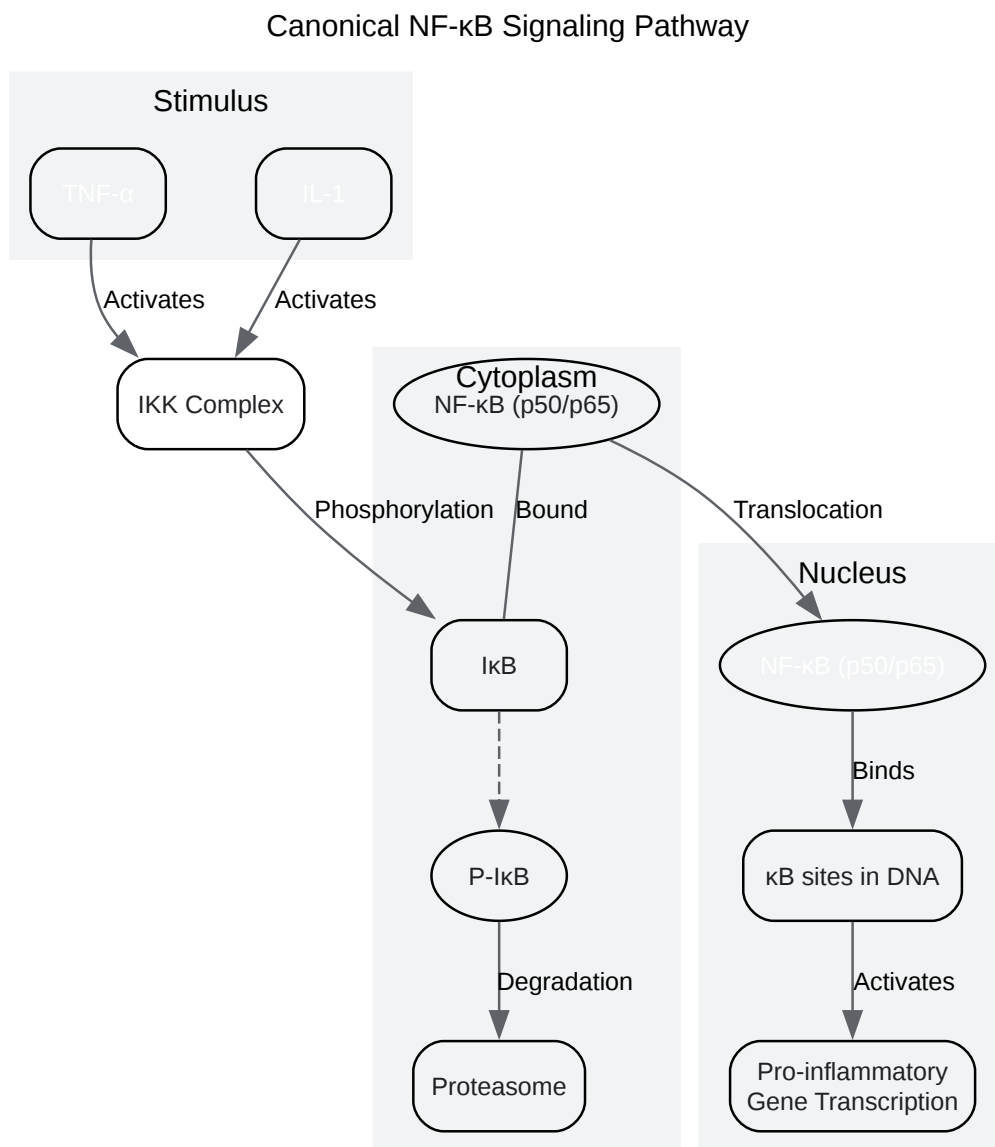 Canonical NF-κB Signaling Pathway
Stimulus
TNF-α
IL-1
Activates
Activates
IKK Complex
Cytoplasm
NF-κB (p50/p65)
Phosphorylation
Bound
Translocation
Nucleus
IκB
NF-κB (p50/p65)
Binds
P-IκB
κB sites in DNA
Degradation
Activates
Proteasome
Pro-inflammatory
Gene Transcription